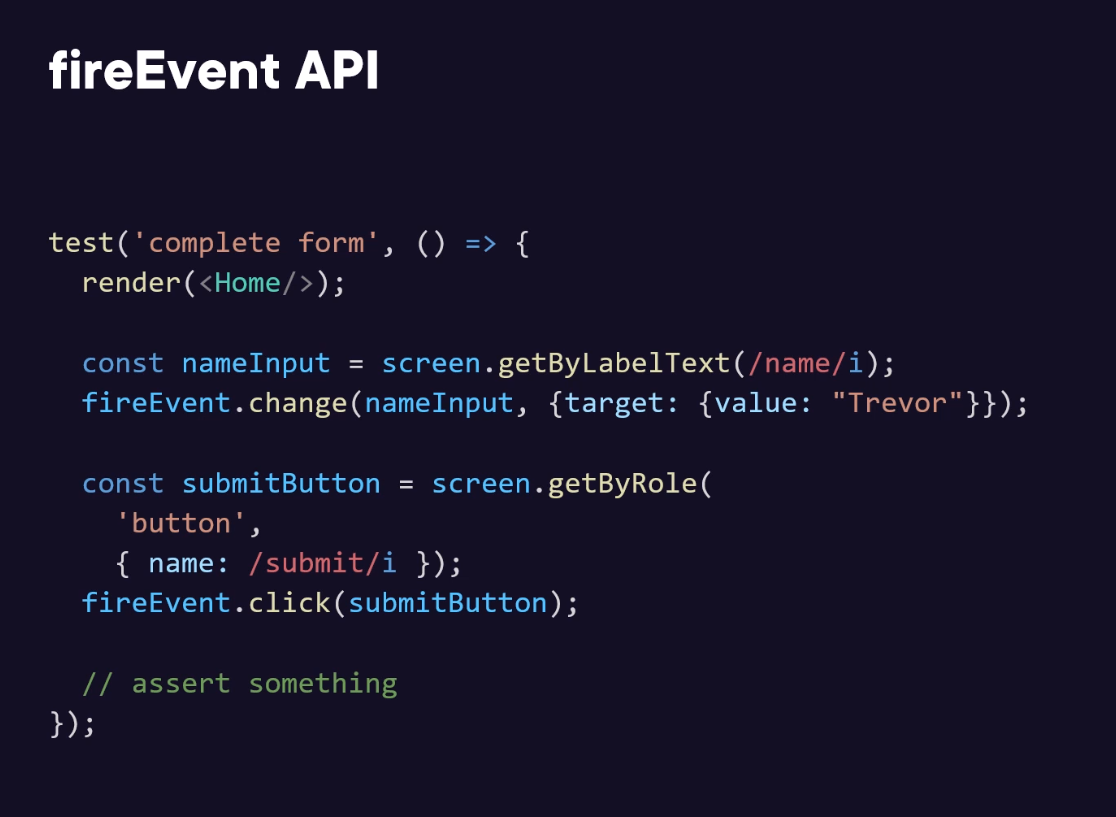 fireEvent API
test('complete form', () => {
  render(<Home/>);
  const nameInput = screen.getByLabelText(/name/i);
  fireEvent.change(nameInput, {target: {value: "Trevor"}});
  const submitButton = screen.getByRole(
    'button',
    { name: /submit/i });
  fireEvent.click(submitButton);
  // assert something
});